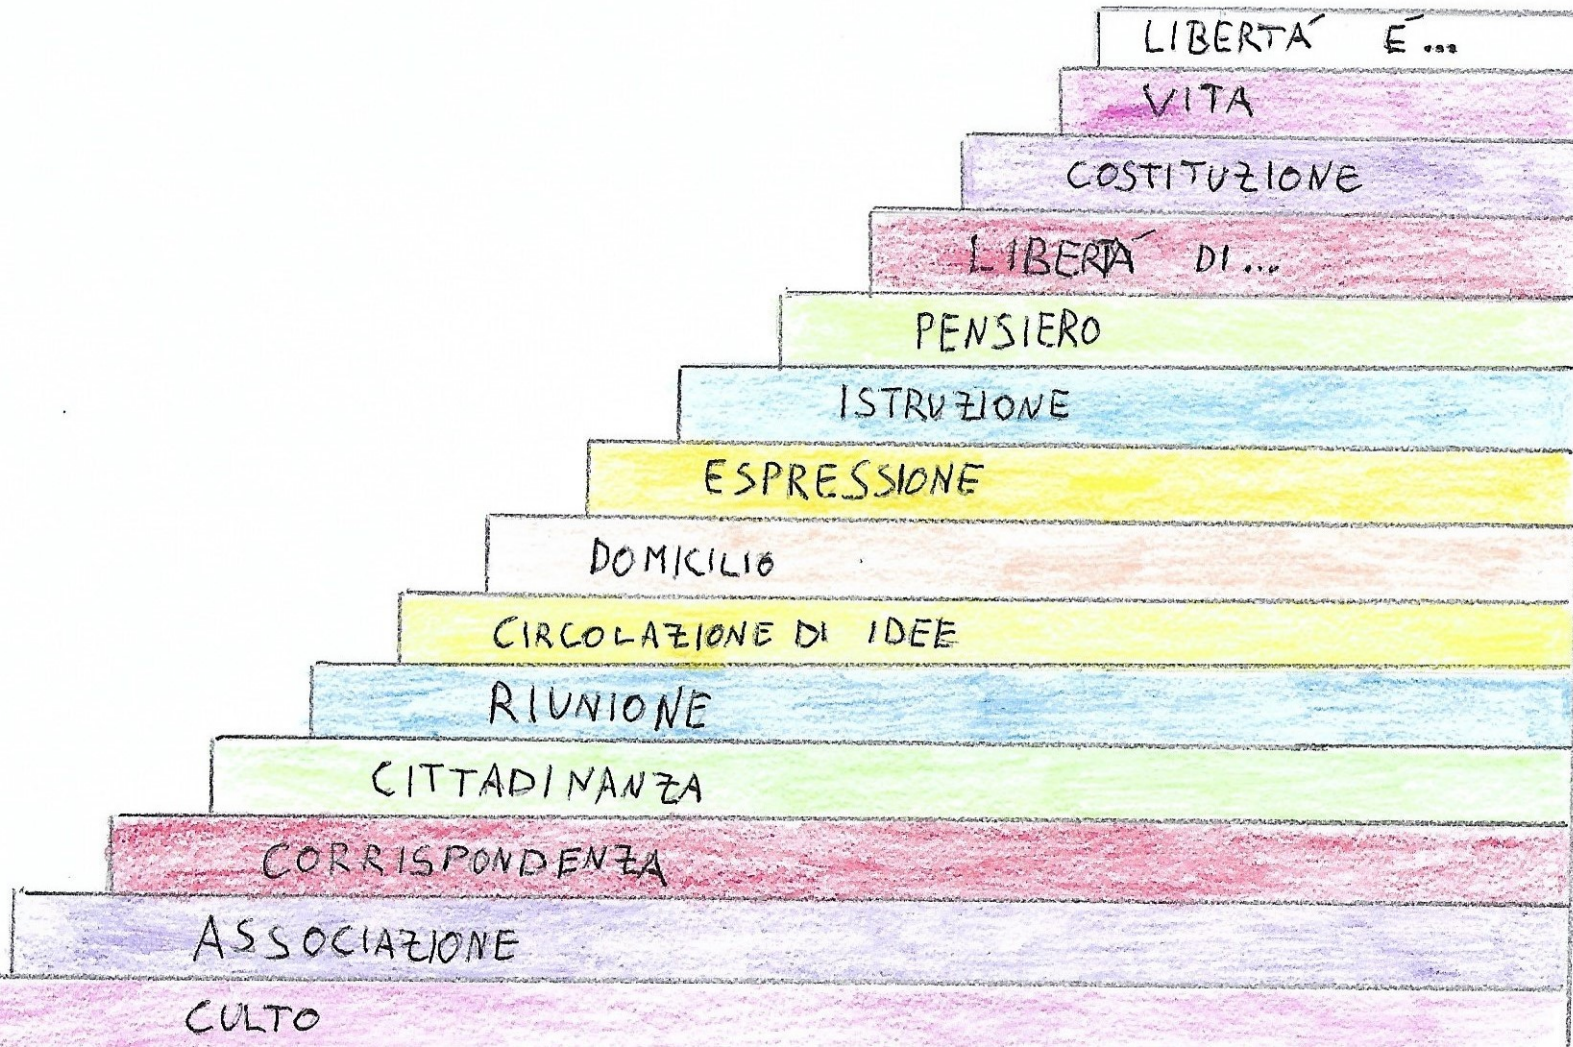 LIBERTÁ É...
VITA
COSTITUZIONE
LIBERTÁ DI...
PENSIERO
ISTRUZIONE
ESPRESSIONE
DOMICILIO
CIRCOLAZIONE DI IDEE
RIUNIONE
CITTADINANZA
CORRISPONDENZA
ASSOCIAZIONE
CULTO